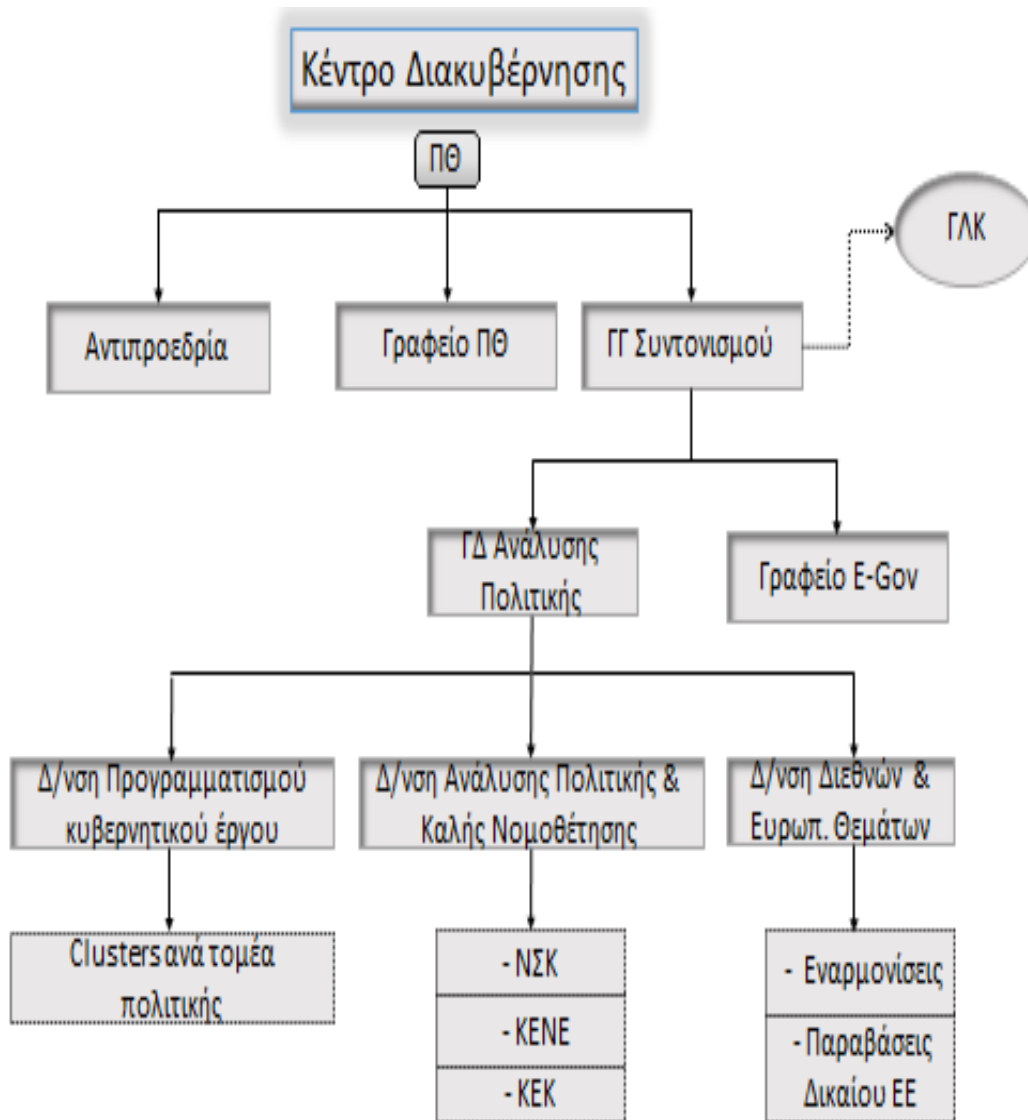 Κέντρο Διακυβέρνησης
ΠΘ
ΓΛΚ
Αντιπροεδρία
Γραφείο ΠΘ
ΓΓ Συντονισμού
ΓΔ Ανάλυσης
Πολιτικής
Γραφείο E-Gov
Δ/νση Προγραμματισμού
κυβερνητικού έργου
Δ/νση Ανάλυσης Πολιτικής &
Καλής Νομοθέτησης
Δ/νση Διεθνών &
Ευρωπ. Θεμάτων
Clusters ανά τομέα
πολιτικής
- ΝΣΚ
- ΚΕΝΕ
- ΚΕΚ
- Εναρμονίσεις
- Παραβάσεις
Δικαίου ΕΕ